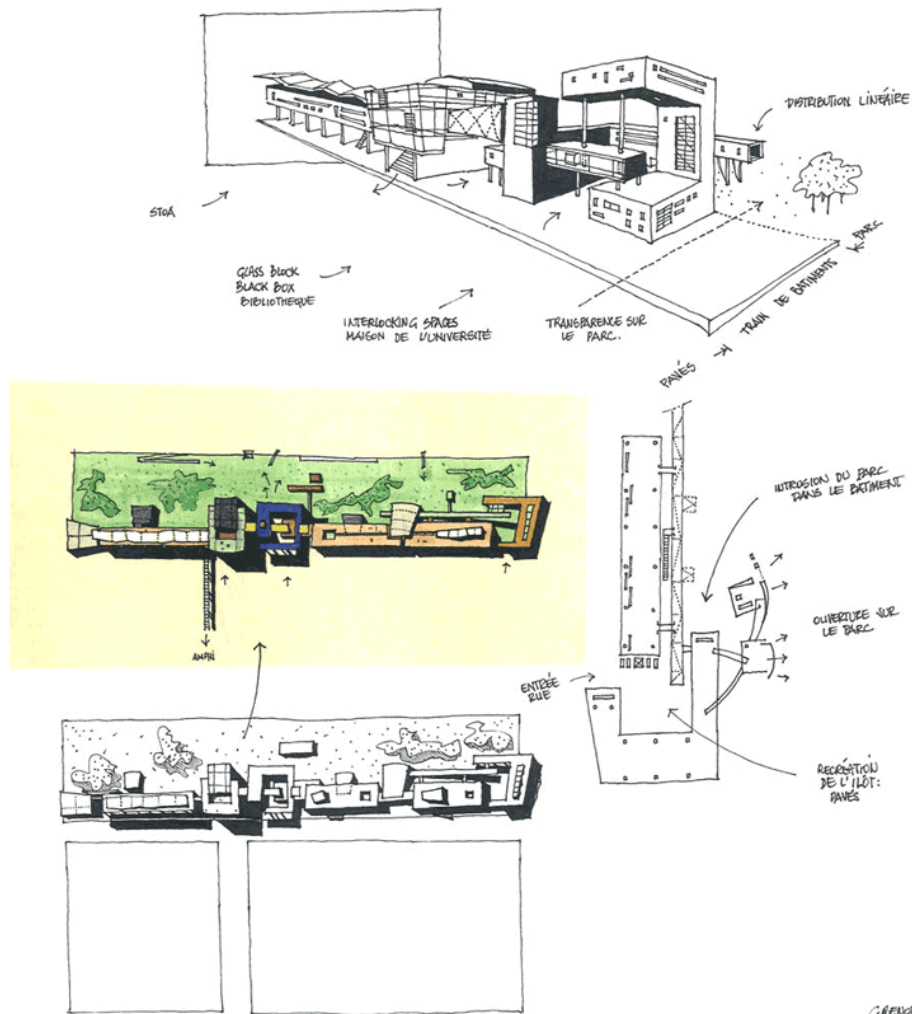 DISTRIBUTION LINÉAIRE
STOA
PARC
TRAIN DE BATIMENTS
PAVÉS
GLASS BLOCK
BLACK BOX
BIBLIOTHEQUE
INTERLOCKING SPACES
MAISON DE L'UNIVERSITÉ
TRANSPARENCE SUR
LE PARC.
INTRUSION DU PARC
DANS LE BATIMENT
OUVERTURE SUR
LE PARC
AMPHI
ENTRÉE
RUE
RECRÉATION
DE L'ILÔT:
PAVÉS